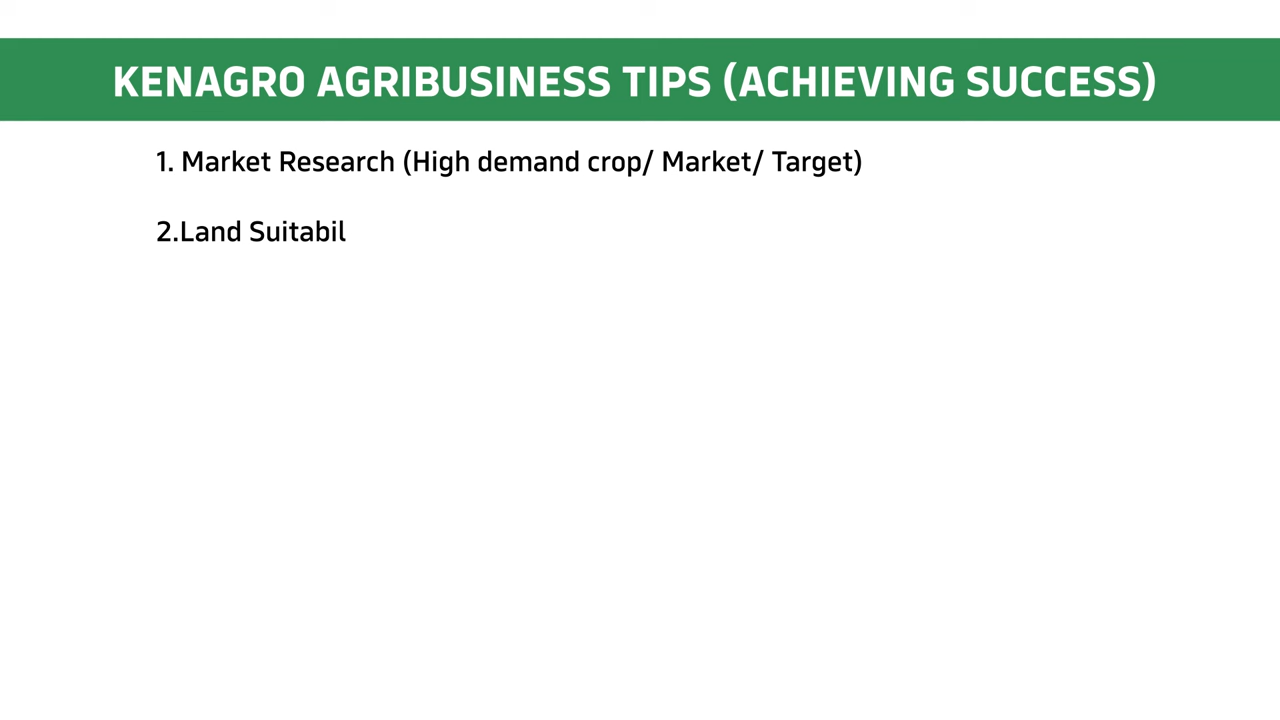 KENAGRO AGRIBUSINESS TIPS (ACHIEVING SUCCESS)
1. Market Research (High demand crop/ Market/ Target)
2.Land Suitabil